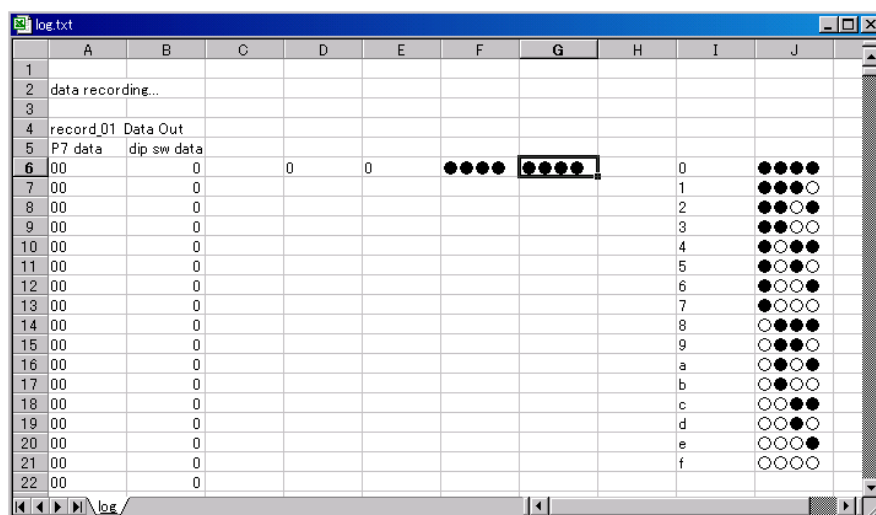 log.txt
A B C D E F G H I J
1
2 data recording...
3
4 record_01 Data Out
5 P7 data dip sw data
6 00 0 0 0 ●●●● ●●●● 0 ●●●●
7 00 0 1 ●●●○
8 00 0 2 ●●○●
9 00 0 3 ●●○○
10 00 0 4 ●○●●
11 00 0 5 ●○●○
12 00 0 6 ●○○●
13 00 0 7 ●○○○
14 00 0 8 ○●●●
15 00 0 9 ○●●○
16 00 0 a ○●○●
17 00 0 b ○●○○
18 00 0 c ○○●●
19 00 0 d ○○●○
20 00 0 e ○○○●
21 00 0 f ○○○○
22 00 0
log